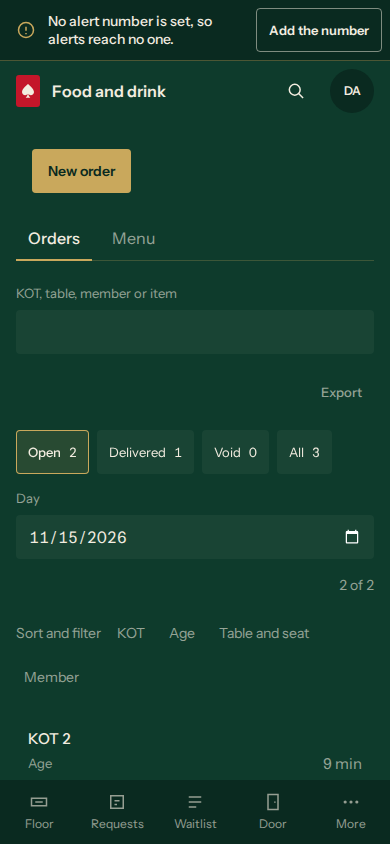 No alert number is set, so
alerts reach no one.
Add the number
Food and drink
DA
New order
Orders
Menu
KOT, table, member or item
Export
Open 2
Delivered 1
Void 0
All 3
Day
11/15/2026
2 of 2
Sort and filter
KOT
Age
Table and seat
Member
KOT 2
Age
9 min
Floor
Requests
Waitlist
Door
More